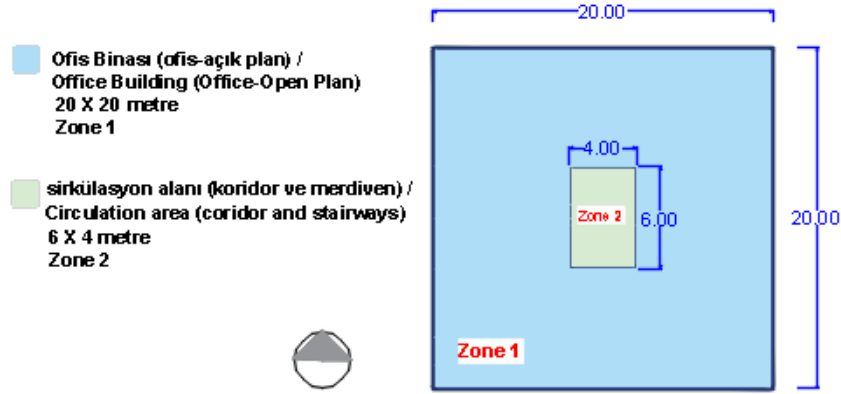 Ofis Binası (ofis-açık plan) /
Office Building (Office-Open Plan)
20 X 20 metre
Zone 1
sirkülasyon alanı (koridor ve merdiven) /
Circulation area (coridor and stairways)
6 X 4 metre
Zone 2
20.00
4.00
Zone 2
6.00
20.00
Zone 1